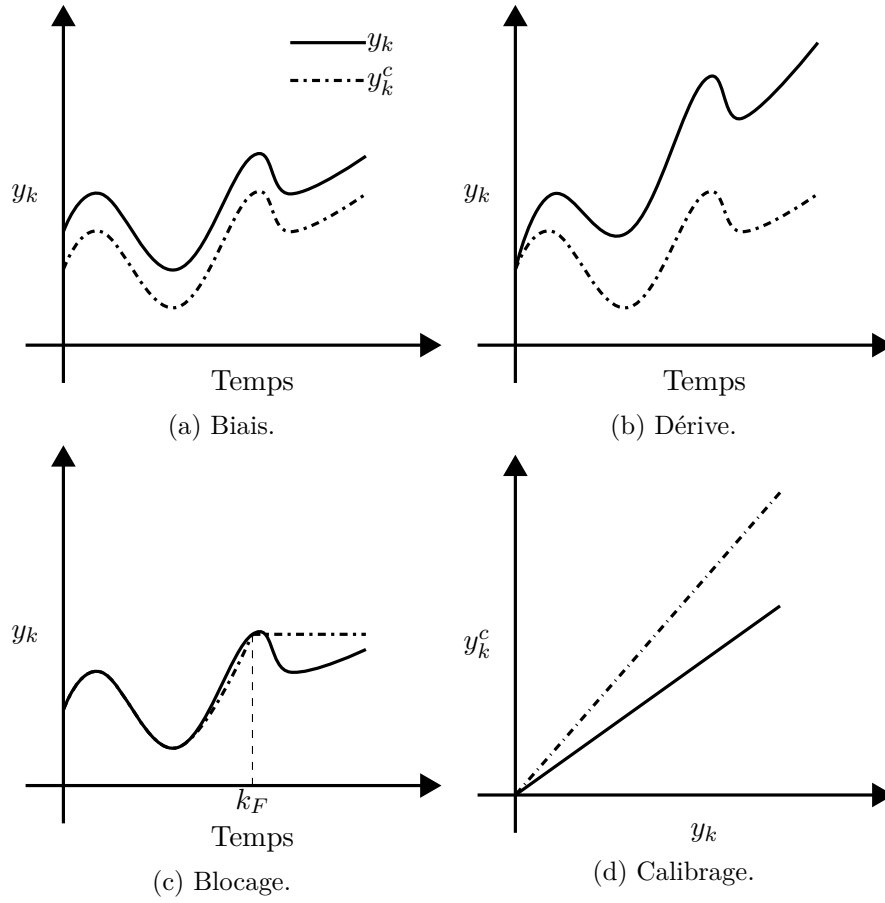 y_k
y_k^c
y_k
Temps
(a) Biais.
y_k
Temps
(b) Dérive.
y_k
k_F
Temps
(c) Blocage.
y_k^c
y_k
(d) Calibrage.